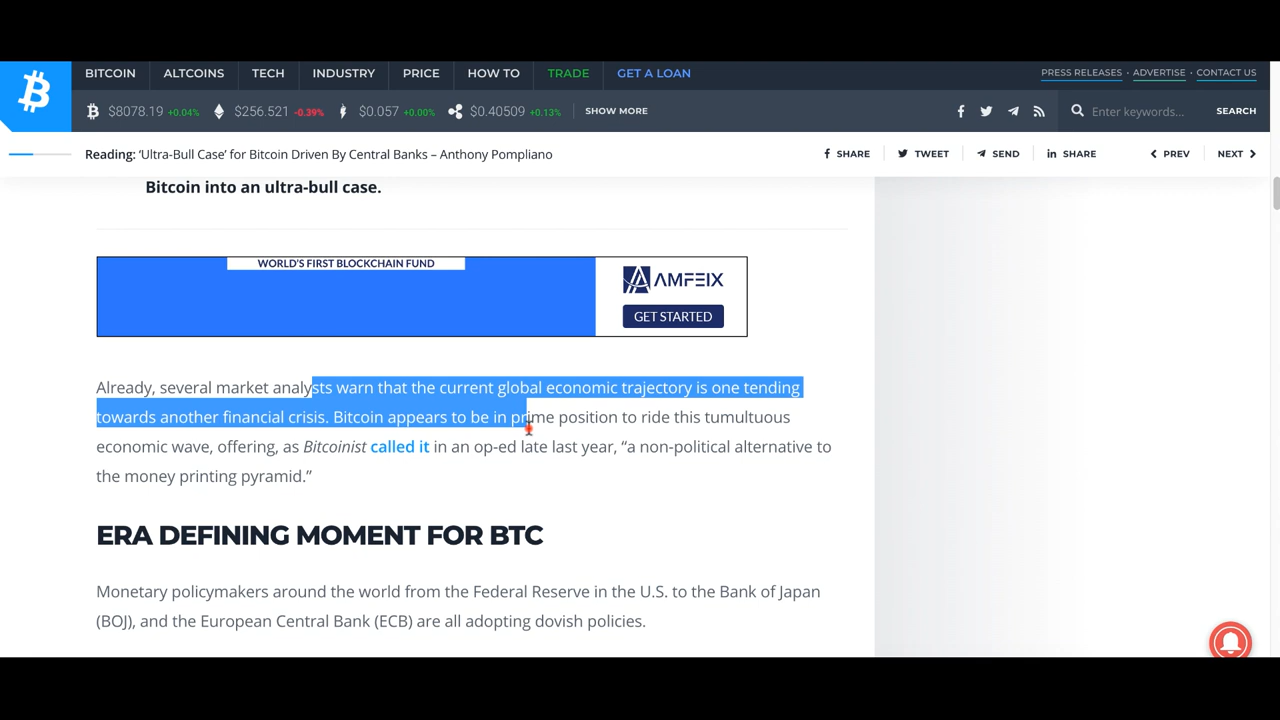 BITCOIN ALTCOINS TECH INDUSTRY PRICE HOW TO TRADE GET A LOAN PRESS RELEASES · ADVERTISE · CONTACT US
$8078.19 +0.04% $256.521 -0.39% $0.057 +0.00% $0.40509 +0.13% SHOW MORE Enter keywords... SEARCH
Reading: ‘Ultra-Bull Case’ for Bitcoin Driven By Central Banks – Anthony Pompliano SHARE TWEET SEND SHARE PREV NEXT
Bitcoin into an ultra-bull case.
WORLD'S FIRST BLOCKCHAIN FUND
AMFEIX
GET STARTED
Already, several market analysts warn that the current global economic trajectory is one tending
towards another financial crisis. Bitcoin appears to be in prime position to ride this tumultuous
economic wave, offering, as Bitcoinist called it in an op-ed late last year, “a non-political alternative to
the money printing pyramid.”
ERA DEFINING MOMENT FOR BTC
Monetary policymakers around the world from the Federal Reserve in the U.S. to the Bank of Japan
(BOJ), and the European Central Bank (ECB) are all adopting dovish policies.